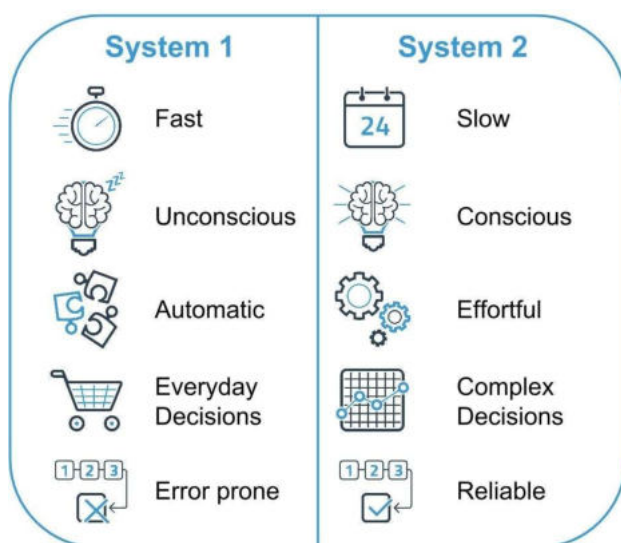 System 1
System 2
Fast
24
Slow
zzz
Unconscious
Conscious
Automatic
Effortful
Everyday
Decisions
Complex
Decisions
1 2 3
Error prone
1 2 3
Reliable